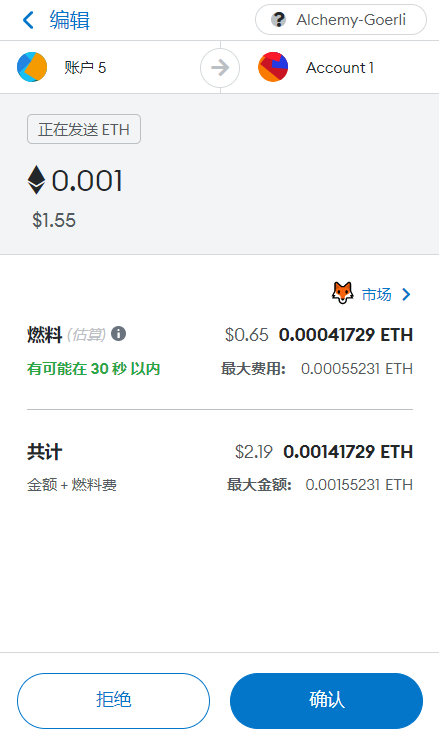 编辑
Alchemy-Goerli
账户 5
Account 1
正在发送 ETH
0.001
$1.55
市场
燃料 (估算) $0.65 0.00041729 ETH
有可能在 30 秒 以内 最大费用: 0.00055231 ETH
共计 $2.19 0.00141729 ETH
金额 + 燃料费 最大金额: 0.00155231 ETH
拒绝
确认